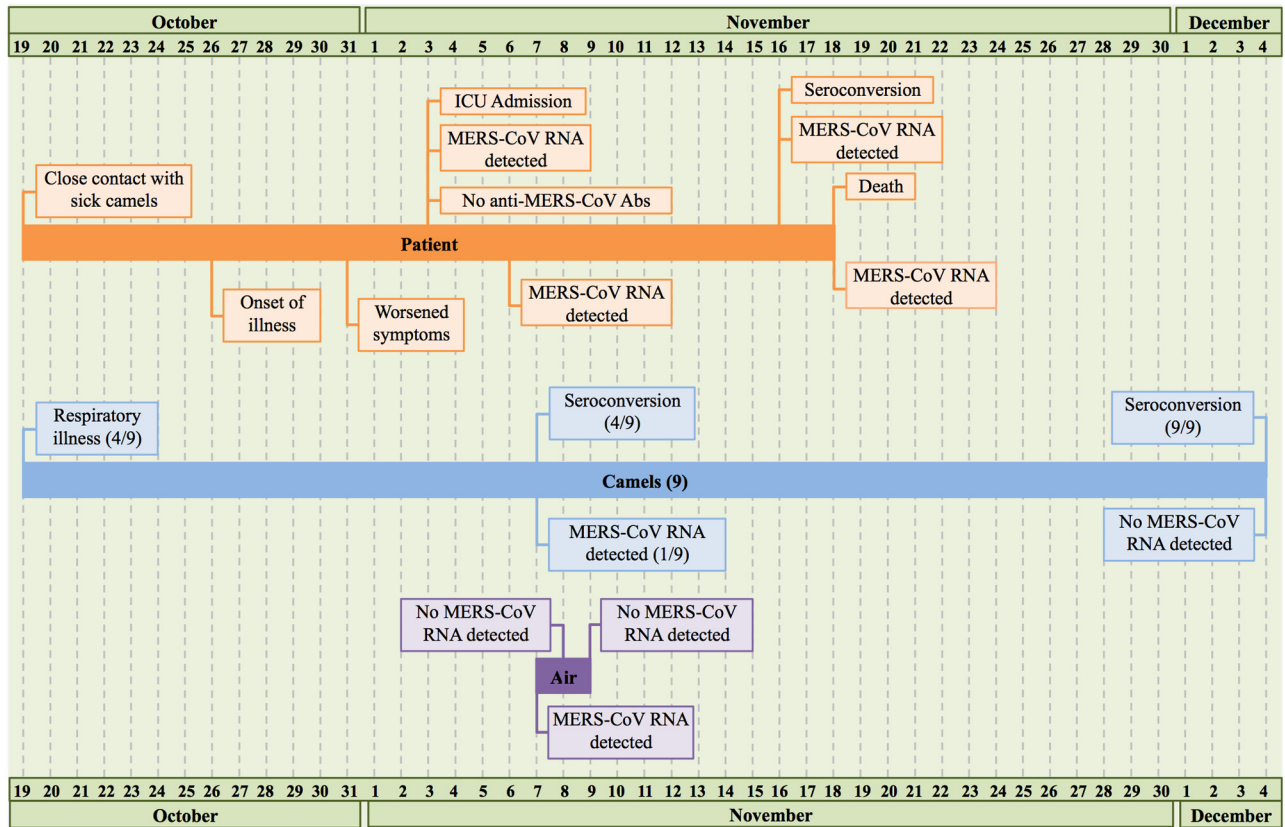 October November December
19 20 21 22 23 24 25 26 27 28 29 30 31 1 2 3 4 5 6 7 8 9 10 11 12 13 14 15 16 17 18 19 20 21 22 23 24 25 26 27 28 29 30 1 2 3 4
Seroconversion
ICU Admission
MERS-CoV RNA
detected
MERS-CoV RNA
detected
Close contact with
sick camels
No anti-MERS-CoV Abs
Death
Patient
Onset of
illness
Worsened
symptoms
MERS-CoV RNA
detected
MERS-CoV RNA
detected
Respiratory
illness (4/9)
Seroconversion
(4/9)
Seroconversion
(9/9)
Camels (9)
MERS-CoV RNA
detected (1/9)
No MERS-CoV
RNA detected
No MERS-CoV
RNA detected
No MERS-CoV
RNA detected
Air
MERS-CoV RNA
detected
19 20 21 22 23 24 25 26 27 28 29 30 31 1 2 3 4 5 6 7 8 9 10 11 12 13 14 15 16 17 18 19 20 21 22 23 24 25 26 27 28 29 30 1 2 3 4
October November December